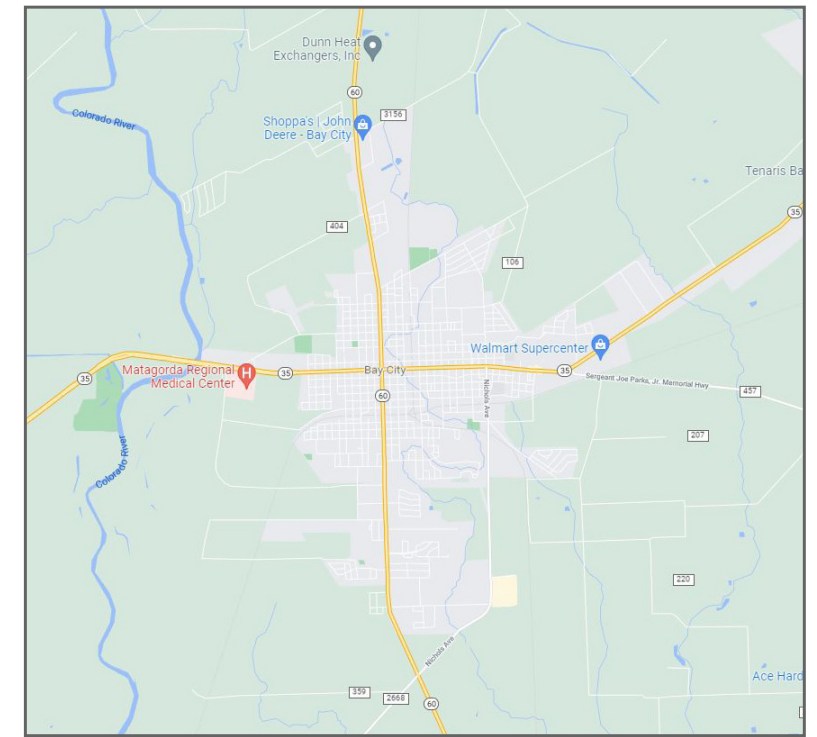 Dunn Heat
Exchangers, Inc
60
Colorado River
Shoppa's | John
Deere - Bay City
3156
Tenaris Ba
35
404
106
Walmart Supercenter
Matagorda Regional
Medical Center
35
35
Bay City
35
Sergeant Joe Parks, Jr. Memorial Hwy
457
60
Nichols Ave
207
Colorado River
220
Nichols Ave
Ace Hard
359
2668
60